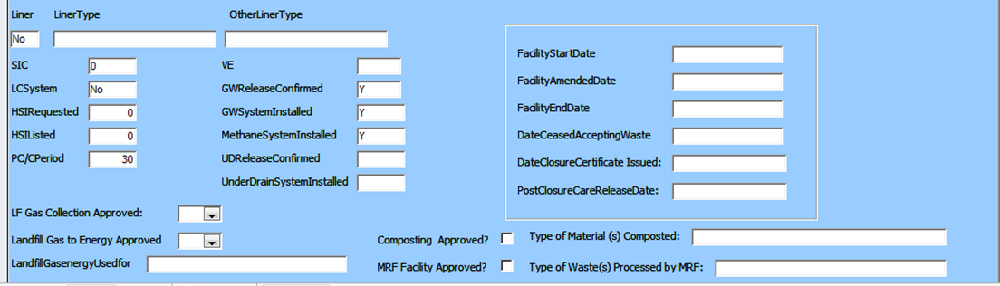 Liner LinerType OtherLinerType
No
SIC 0 VE
LCSystem No GWReleaseConfirmed Y
HSIRequested 0 GWSystemInstalled Y
HSIListed 0 MethaneSystemInstalled Y
PC/CPeriod 30 UDReleaseConfirmed
UnderDrainSystemInstalled
FacilityStartDate
FacilityAmendedDate
FacilityEndDate
DateCeasedAcceptingWaste
DateClosureCertificate Issued:
PostClosureCareReleaseDate:
LF Gas Collection Approved:
Landfill Gas to Energy Approved Composting Approved? Type of Material (s) Composted:
LandfillGasenergyUsedfor MRF Facility Approved? Type of Waste(s) Processed by MRF: